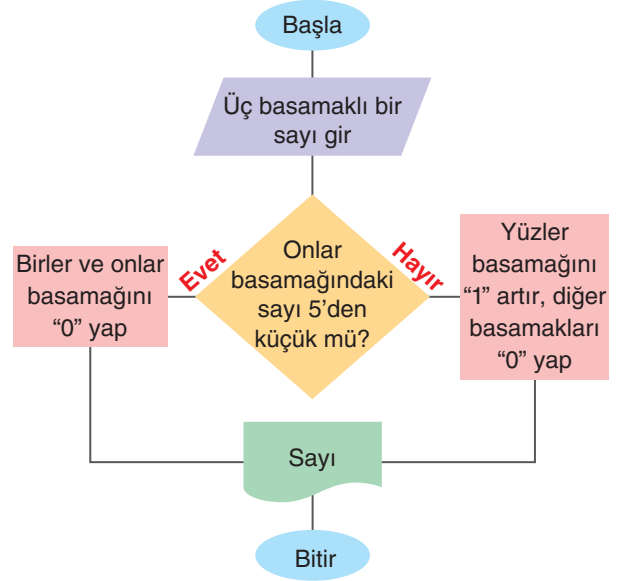 Başla
Üç basamaklı bir
sayı gir
Evet
Hayır
Onlar
basamağındaki
sayı 5’den
küçük mü?
Birler ve onlar
basamağını
“0” yap
Yüzler
basamağını
“1” artır, diğer
basamakları
“0” yap
Sayı
Bitir